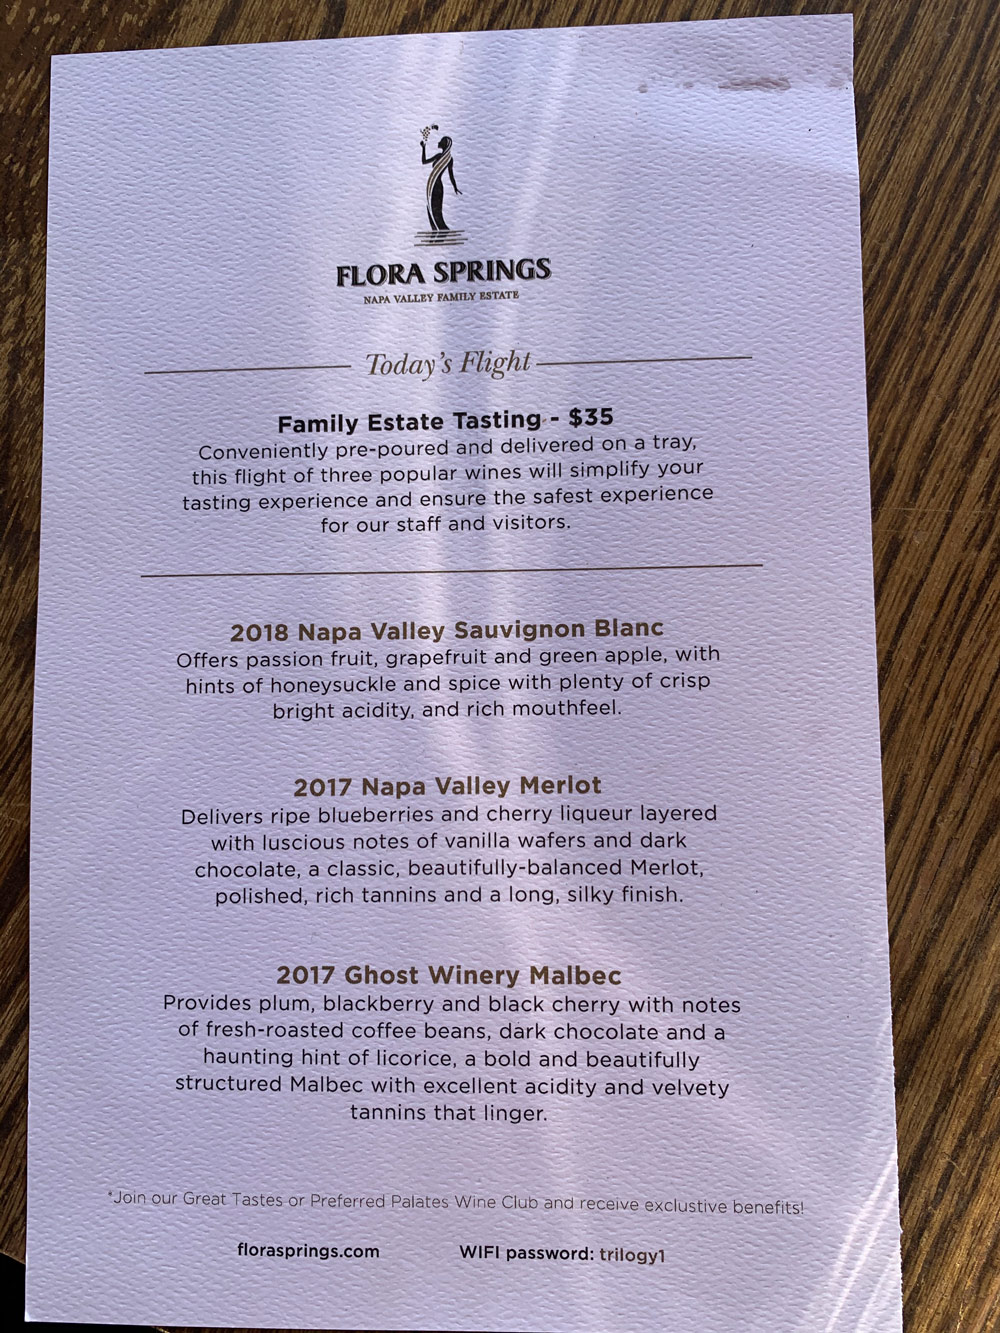 FLORA SPRINGS
NAPA VALLEY FAMILY ESTATE
Today's Flight
Family Estate Tasting - $35
Conveniently pre-poured and delivered on a tray,
this flight of three popular wines will simplify your
tasting experience and ensure the safest experience
for our staff and visitors.
2018 Napa Valley Sauvignon Blanc
Offers passion fruit, grapefruit and green apple, with
hints of honeysuckle and spice with plenty of crisp
bright acidity, and rich mouthfeel.
2017 Napa Valley Merlot
Delivers ripe blueberries and cherry liqueur layered
with luscious notes of vanilla wafers and dark
chocolate, a classic, beautifully-balanced Merlot,
polished, rich tannins and a long, silky finish.
2017 Ghost Winery Malbec
Provides plum, blackberry and black cherry with notes
of fresh-roasted coffee beans, dark chocolate and a
haunting hint of licorice, a bold and beautifully
structured Malbec with excellent acidity and velvety
tannins that linger.
*Join our Great Tastes or Preferred Palates Wine Club and receive exclustive benefits!
florasprings.com WIFI password: trilogy1